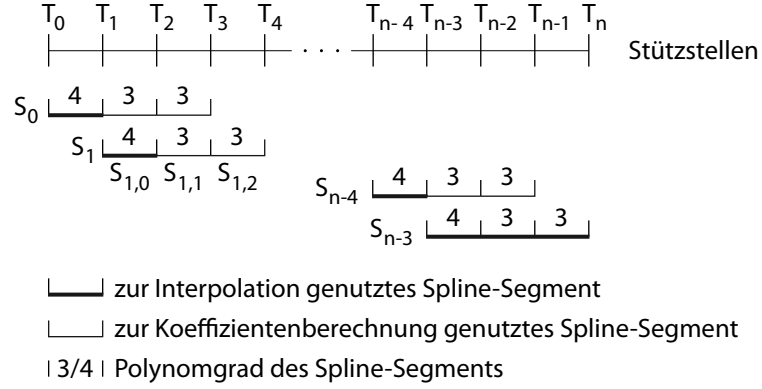 T0 T1 T2 T3 T4 . . . Tn-4 Tn-3 Tn-2 Tn-1 Tn
Stützstellen
S0 4 3 3
S1 4 3 3
S1,0 S1,1 S1,2
Sn-4 4 3 3
Sn-3 4 3 3
zur Interpolation genutztes Spline-Segment
zur Koeffizientenberechnung genutztes Spline-Segment
3/4 Polynomgrad des Spline-Segments